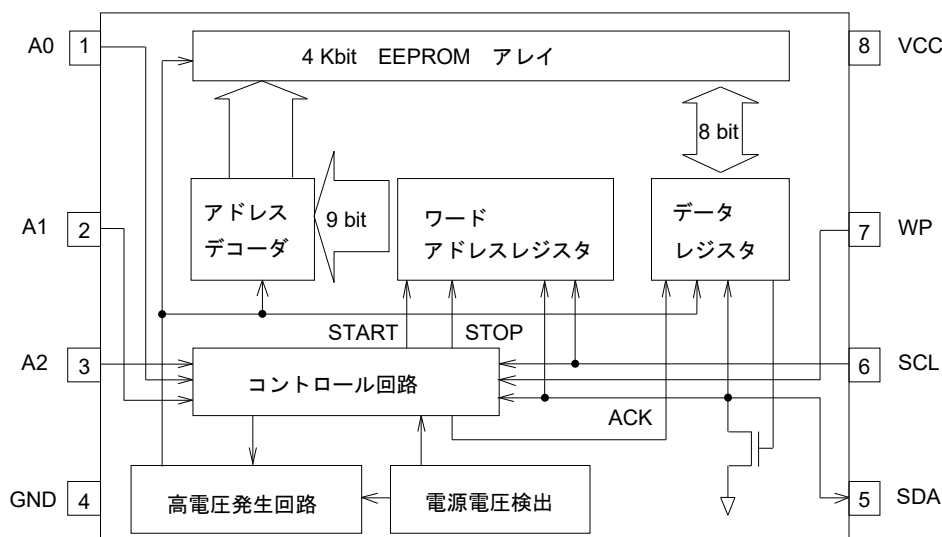 A0
1
4 Kbit EEPROM アレイ
8
VCC
8 bit
A1
2
アドレス
デコーダ
9 bit
ワード
アドレスレジスタ
データ
レジスタ
7
WP
START
STOP
A2
3
コントロール回路
6
SCL
ACK
GND
4
高電圧発生回路
電源電圧検出
5
SDA